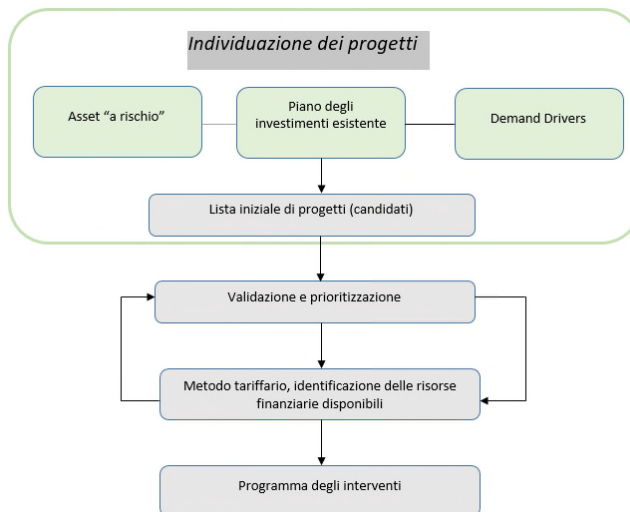 Individuazione dei progetti
Asset “a rischio”
Piano degli
investimenti esistente
Demand Drivers
Lista iniziale di progetti (candidati)
Validazione e prioritizzazione
Metodo tariffario, identificazione delle risorse
finanziarie disponibili
Programma degli interventi